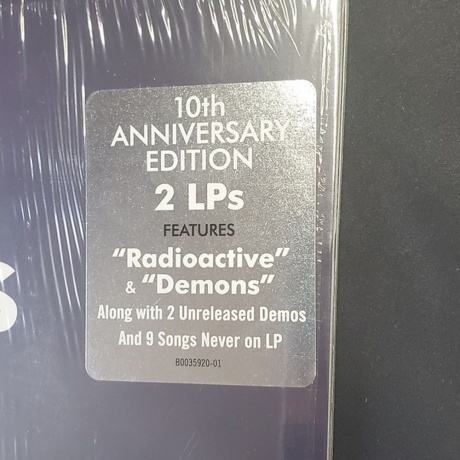 S
10th
ANNIVERSARY
EDITION
2 LPs
FEATURES
"Radioactive"
& "Demons"
Along with 2 Unreleased Demos
And 9 Songs Never on LP
B0035920-01